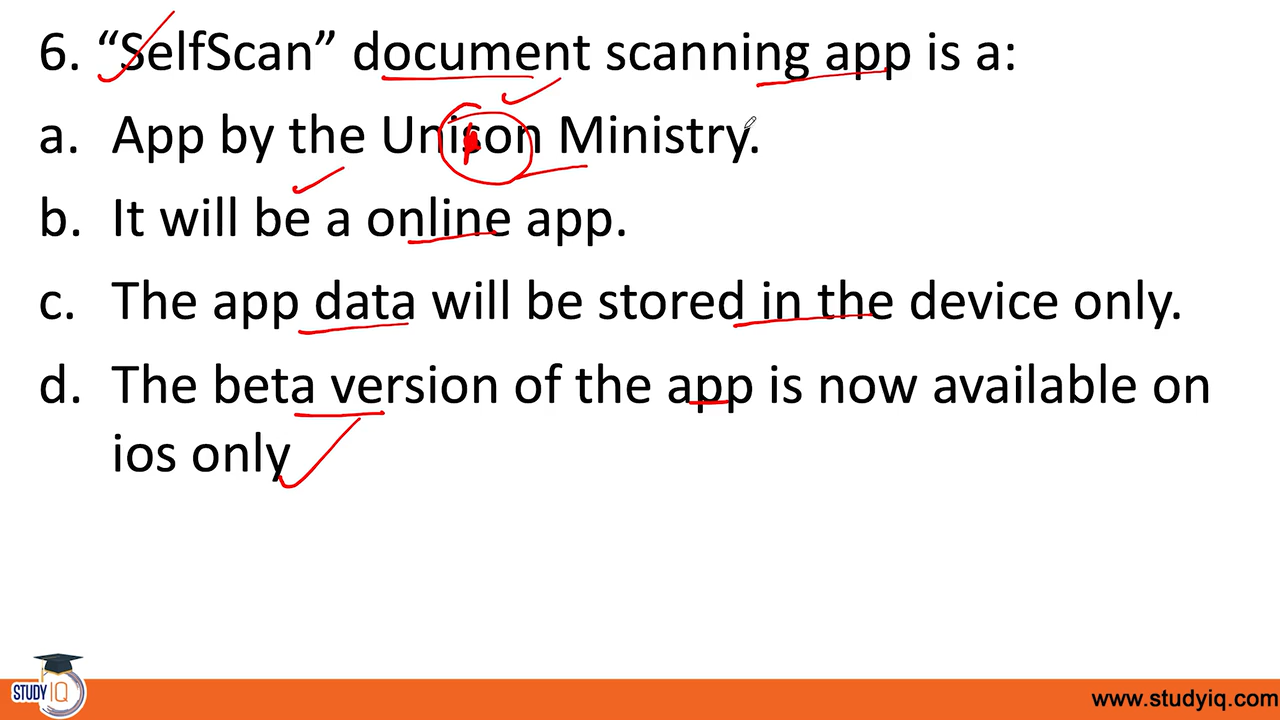 6. “SelfScan” document scanning app is a:
a. App by the Unison Ministry.
b. It will be a online app.
c. The app data will be stored in the device only.
d. The beta version of the app is now available on
ios only
STUDY IQ
www.studyiq.com